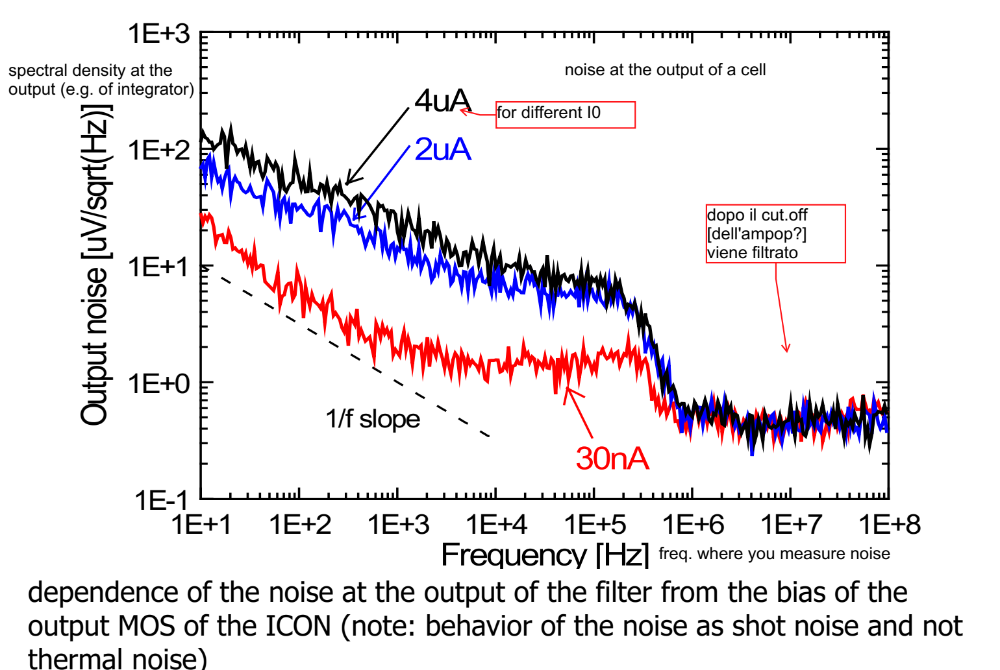 1E+3
spectral density at the
output (e.g. of integrator)
noise at the output of a cell
4uA
for different I0
2uA
1E+2
Output noise [uV/sqrt(Hz)]
dopo il cut.off
[dell'ampop?]
viene filtrato
1E+1
1E+0
1/f slope
30nA
1E-1
1E+1 1E+2 1E+3 1E+4 1E+5 1E+6 1E+7 1E+8
Frequency [Hz]
freq. where you measure noise
dependence of the noise at the output of the filter from the bias of the
output MOS of the ICON (note: behavior of the noise as shot noise and not
thermal noise)